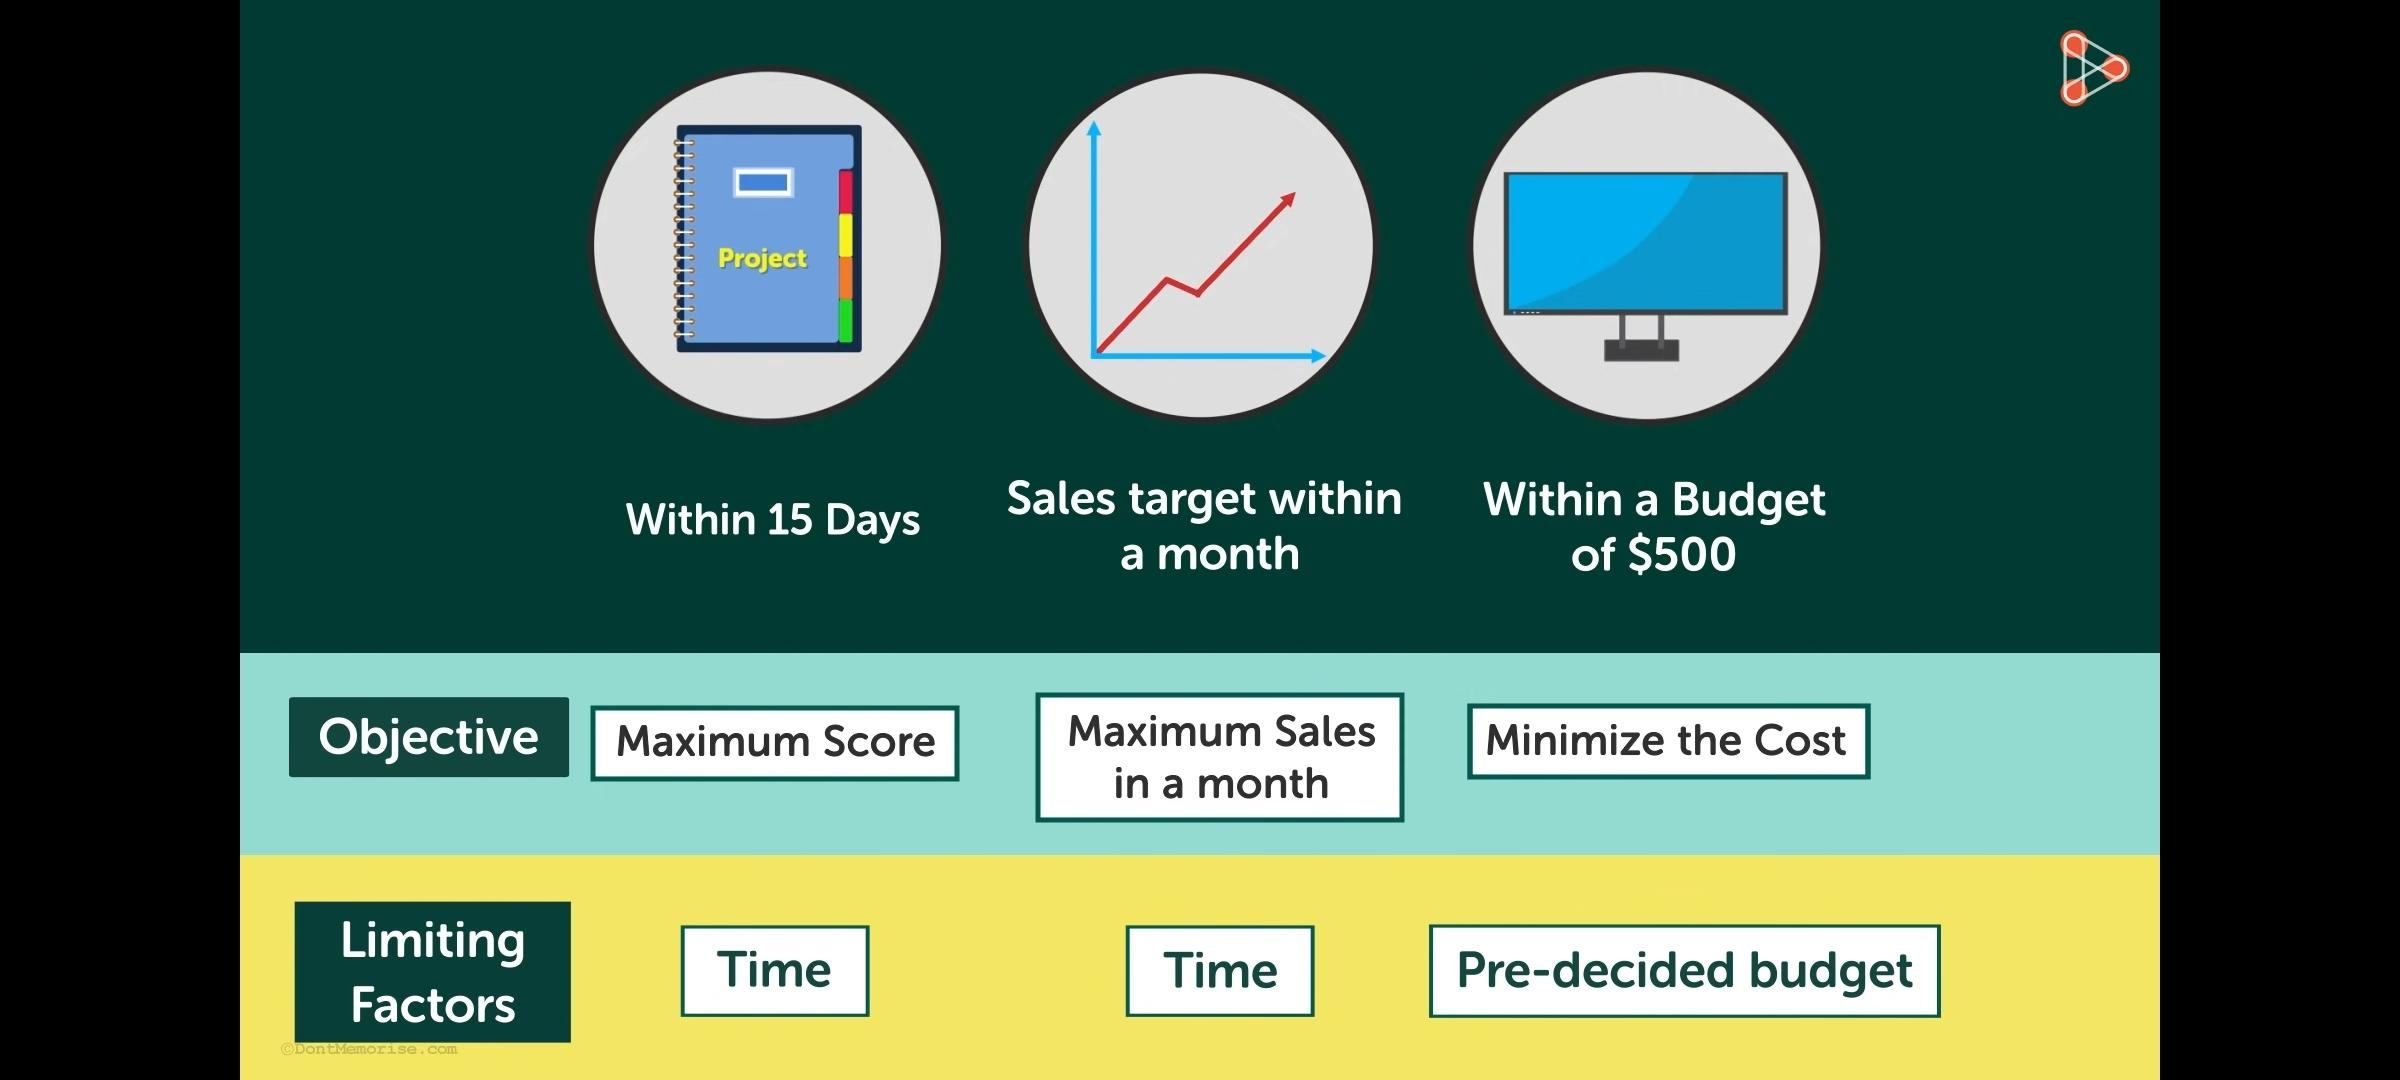 Project
Within 15 Days
Sales target within
a month
Within a Budget
of $500
Objective
Maximum Score
Maximum Sales
in a month
Minimize the Cost
Limiting
Factors
Time
Time
Pre-decided budget
©DontMemorise.com